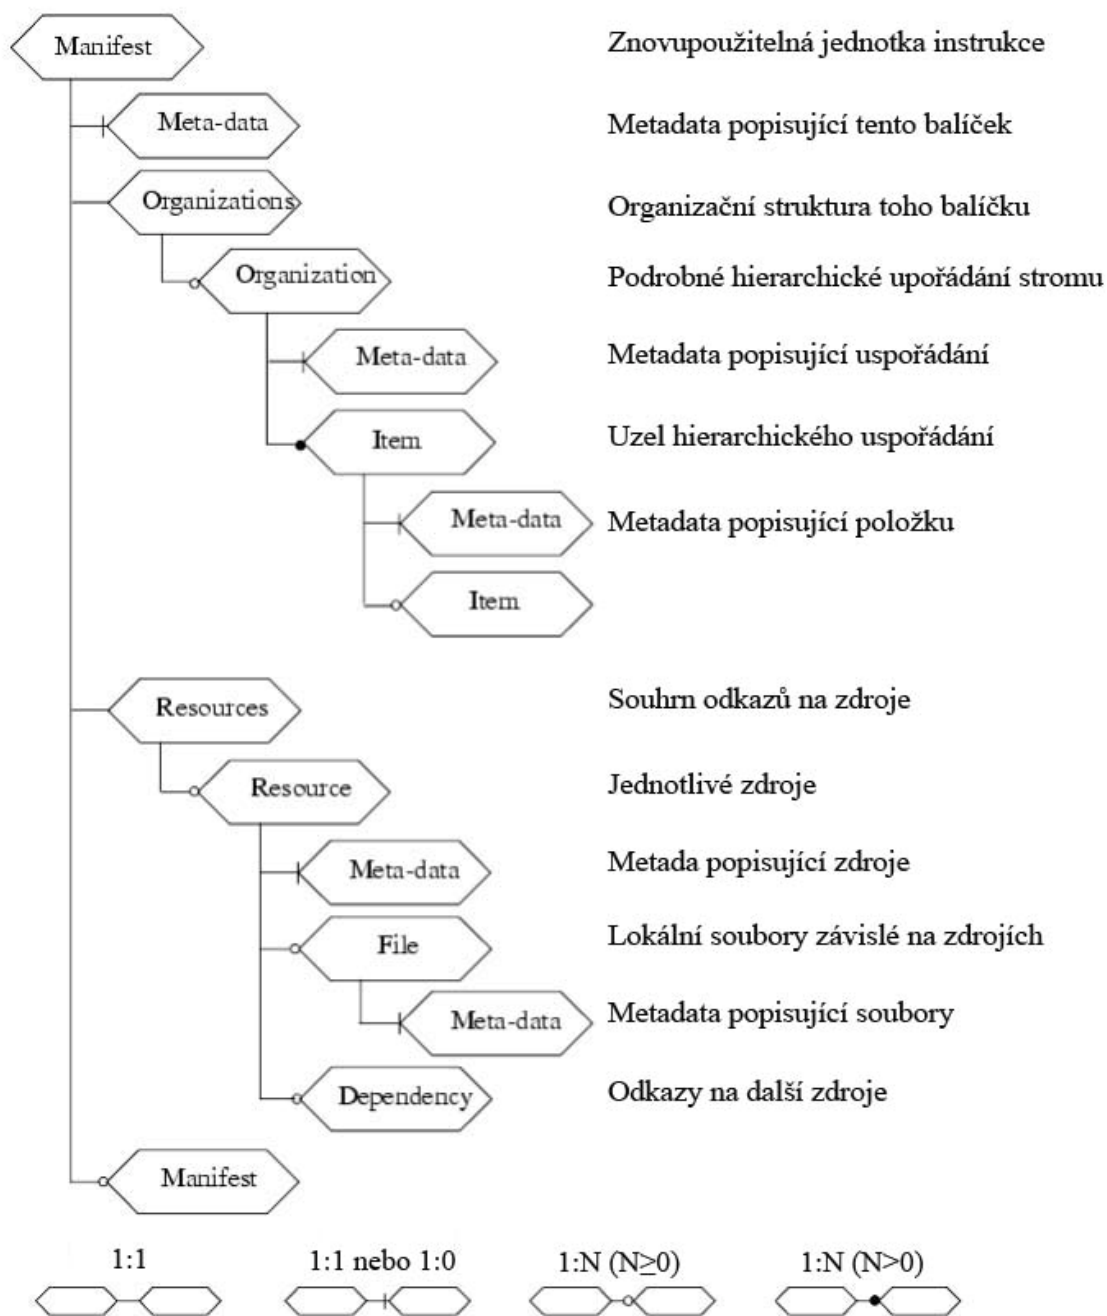 Manifest Znovupoužitelná jednotka instrukce
Meta-data Metadata popisující tento balíček
Organizations Organizační struktura toho balíčku
Organization Podrobné hierarchické upořádání stromu
Meta-data Metadata popisující uspořádání
Item Uzel hierarchického uspořádání
Meta-data Metadata popisující položku
Item
Resources Souhrn odkazů na zdroje
Resource Jednotlivé zdroje
Meta-data Metada popisující zdroje
File Lokální soubory závislé na zdrojích
Meta-data Metadata popisující soubory
Dependency Odkazy na další zdroje
Manifest
1:1 1:1 nebo 1:0 1:N (N≥0) 1:N (N>0)